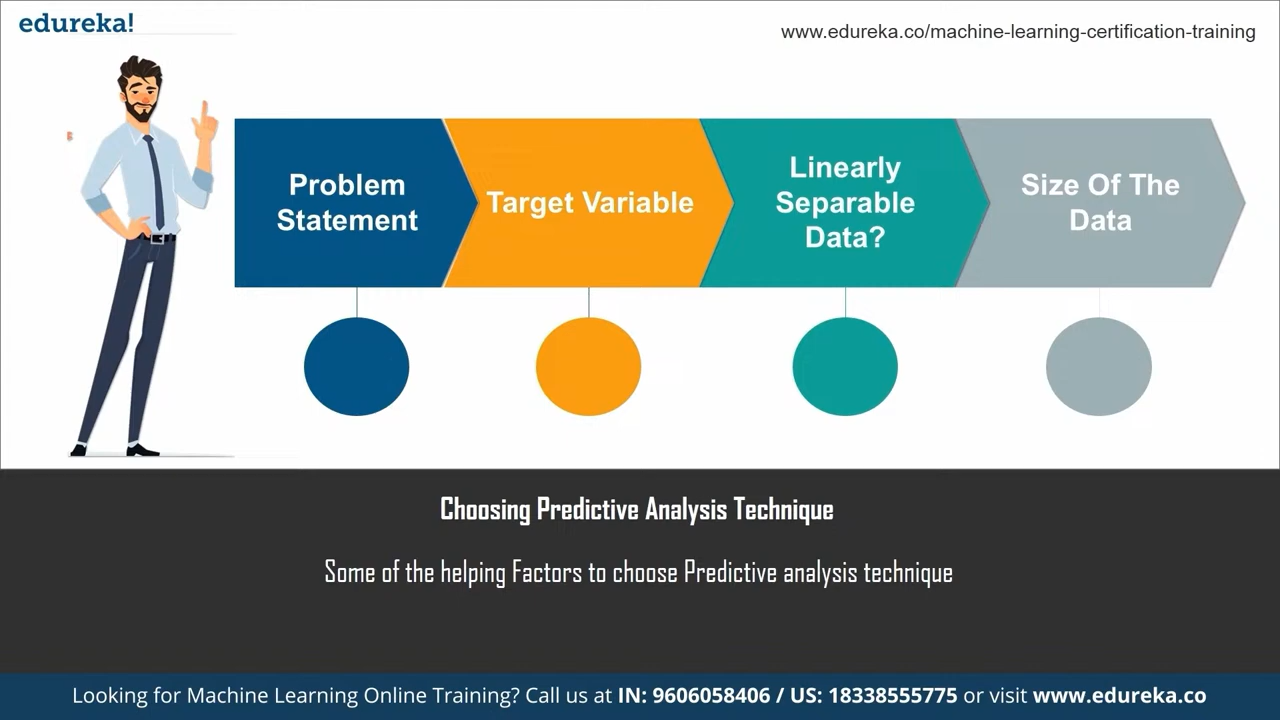 edureka!
www.edureka.co/machine-learning-certification-training
Problem
Statement
Target Variable
Linearly
Separable
Data?
Size Of The
Data
Choosing Predictive Analysis Technique
Some of the helping Factors to choose Predictive analysis technique
Looking for Machine Learning Online Training? Call us at IN: 9606058406 / US: 18338555775 or visit www.edureka.co